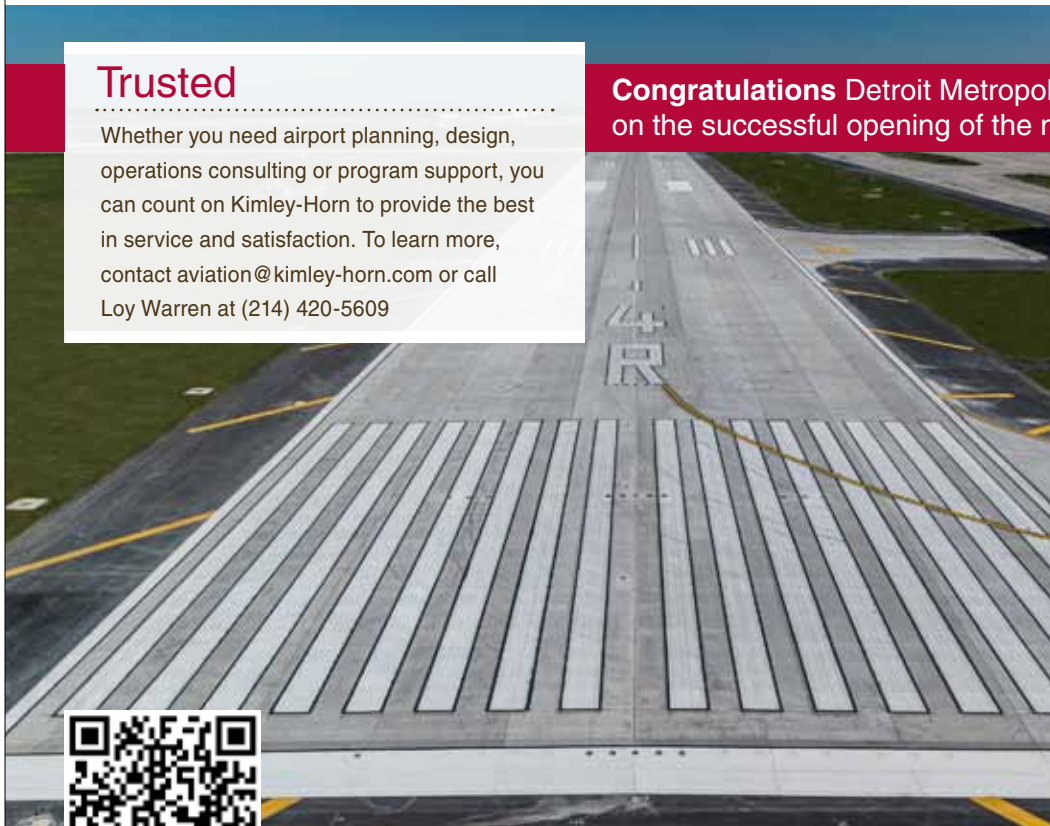 Trusted
Whether you need airport planning, design,
operations consulting or program support, you
can count on Kimley-Horn to provide the best
in service and satisfaction. To learn more,
contact aviation@kimley-horn.com or call
Loy Warren at (214) 420-5609
Congratulations Detroit Metropol
on the successful opening of the
4
R